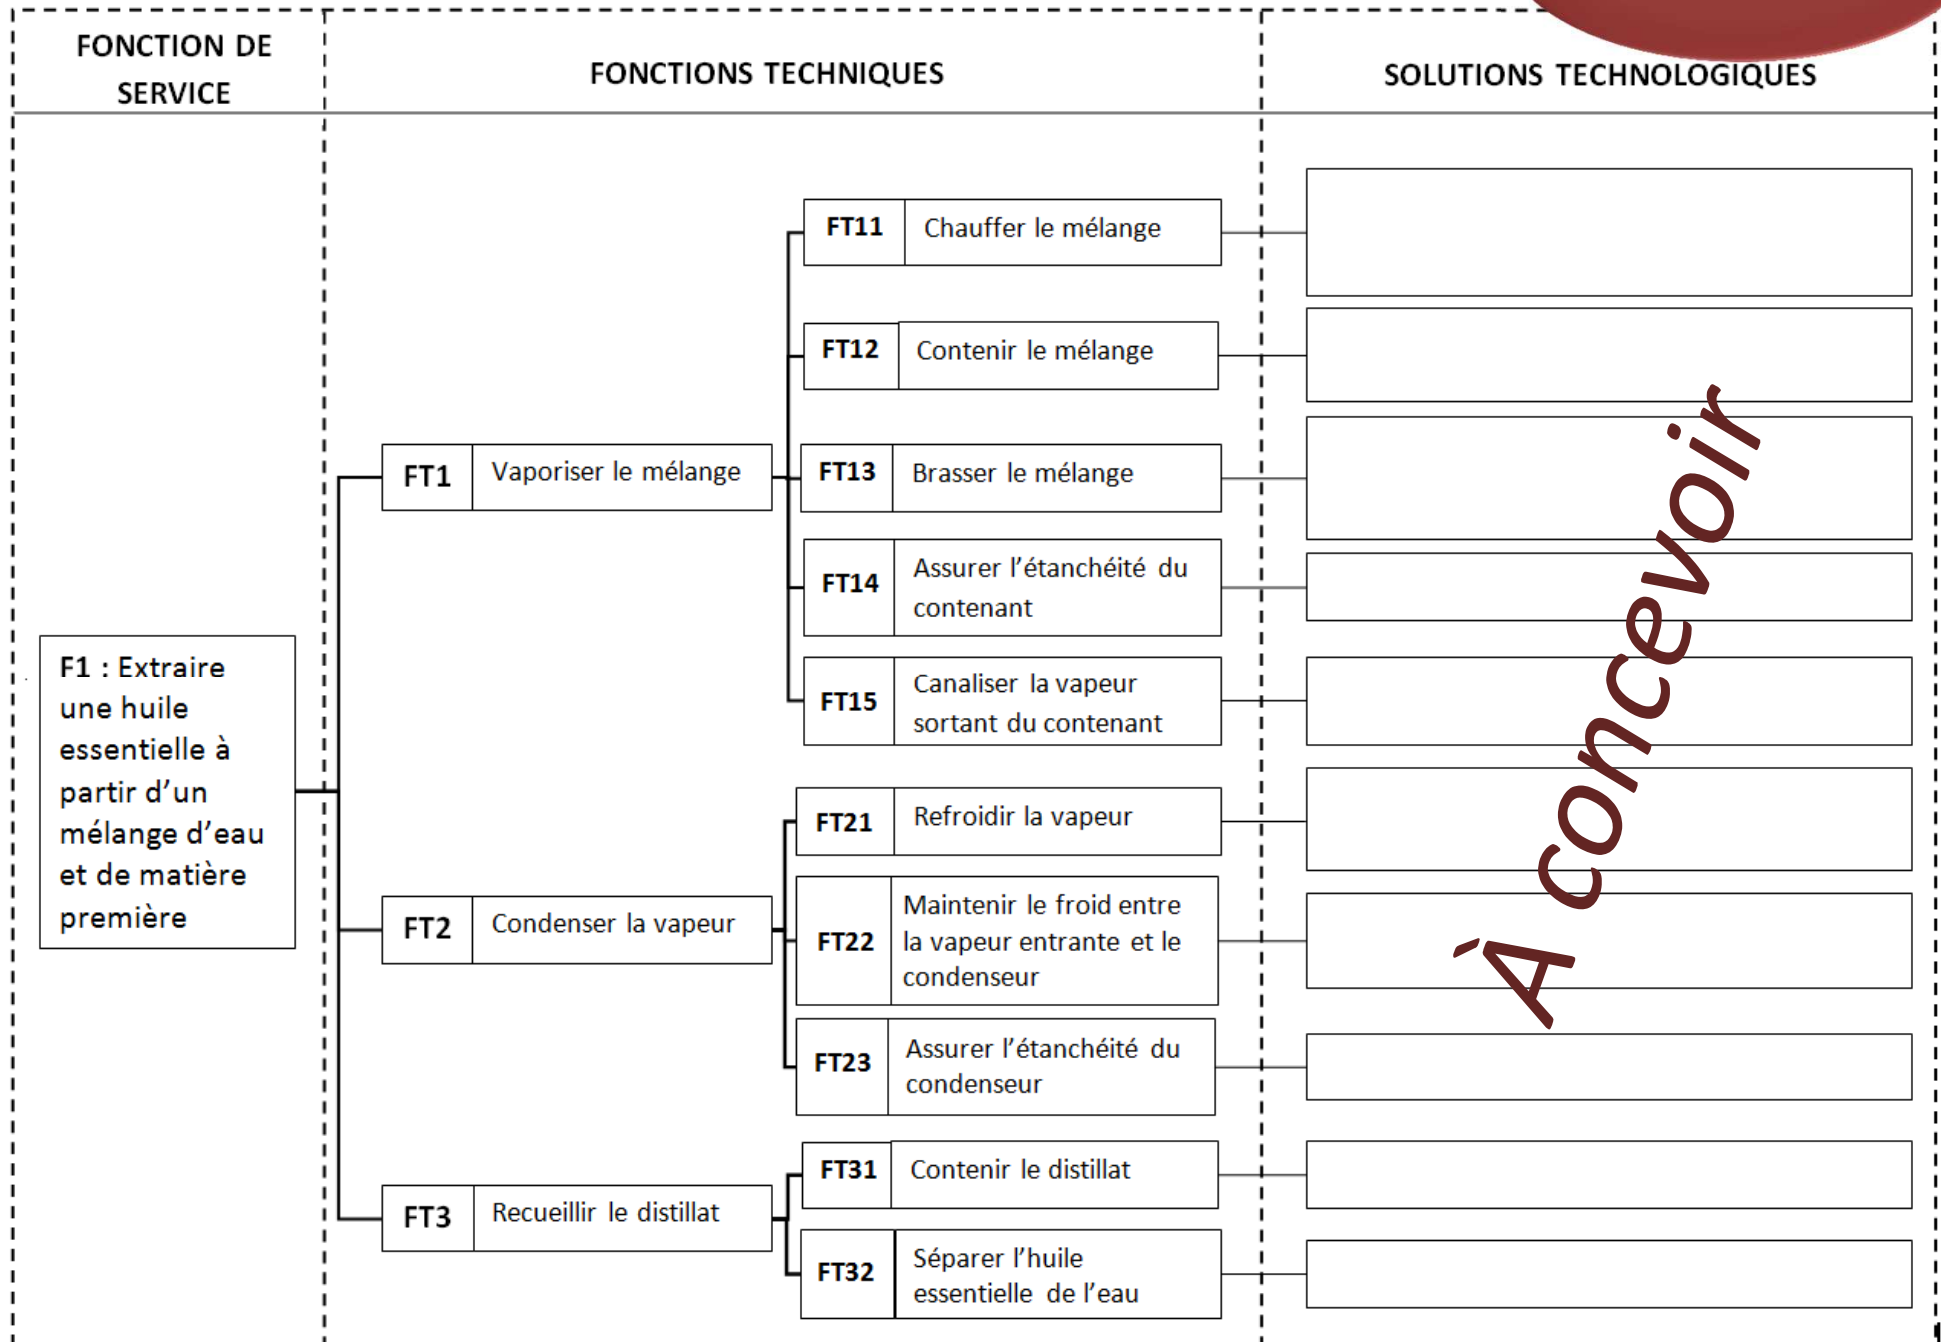 FONCTION DE
SERVICE
FONCTIONS TECHNIQUES
SOLUTIONS TECHNOLOGIQUES
F1 : Extraire
une huile
essentielle à
partir d’un
mélange d’eau
et de matière
première
FT1 Vaporiser le mélange
FT11 Chauffer le mélange
FT12 Contenir le mélange
FT13 Brasser le mélange
FT14 Assurer l’étanchéité du
contenant
FT15 Canaliser la vapeur
sortant du contenant
FT2 Condenser la vapeur
FT21 Refroidir la vapeur
FT22 Maintenir le froid entre
la vapeur entrante et le
condenseur
FT23 Assurer l’étanchéité du
condenseur
FT3 Recueillir le distillat
FT31 Contenir le distillat
FT32 Séparer l’huile
essentielle de l’eau
À concevoir